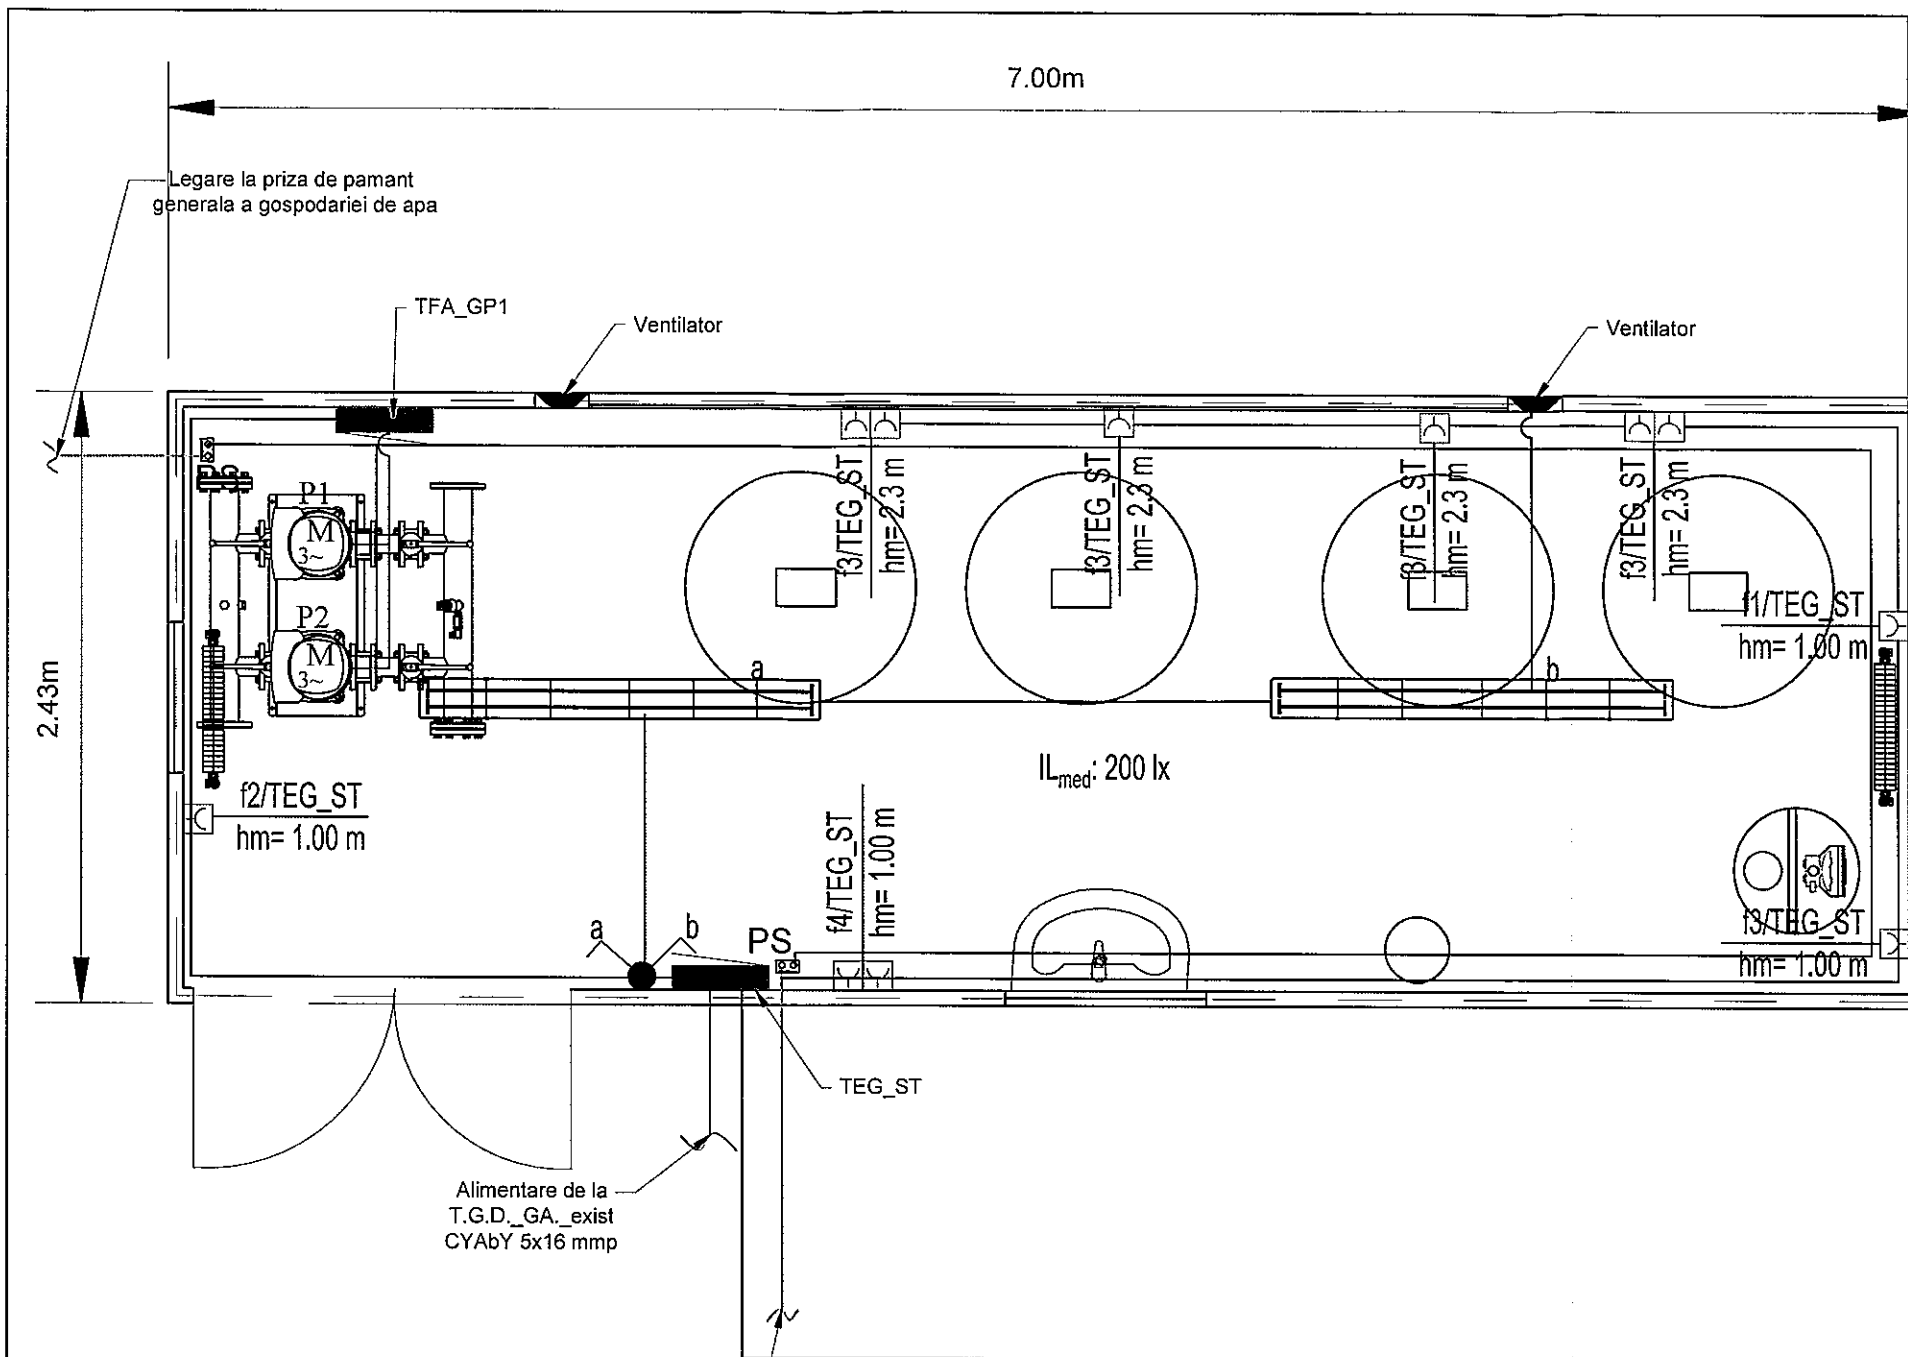 7.00m
Legare la priza de pamant
generala a gospodariei de apa
TFA_GP1
Ventilator
Ventilator
2.43m
PS
P1
M
3~
P2
M
3~
f3/TEG_ST
hm= 2.3 m
f3/TEG_ST
hm= 2.3 m
f3/TEG_ST
hm= 2.3 m
f3/TEG_ST
hm= 2.3 m
f1/TEG_ST
hm= 1.00 m
a
b
ILmed: 200 lx
f2/TEG_ST
hm= 1.00 m
f4/TEG_ST
hm= 1.00 m
a
b
PS
f3/TEG_ST
hm= 1.00 m
TEG_ST
Alimentare de la
T.G.D._GA._exist
CYAbY 5x16 mmp